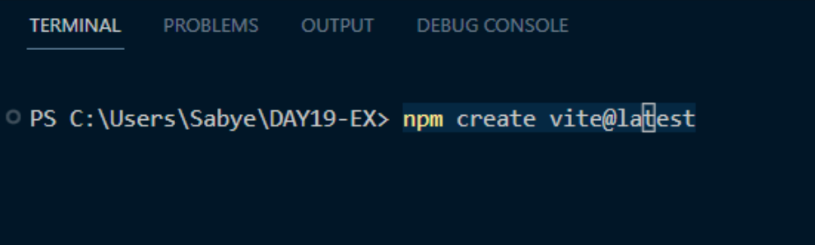 TERMINAL PROBLEMS OUTPUT DEBUG CONSOLE
PS C:\Users\Sabye\DAY19-EX> npm create vite@latest